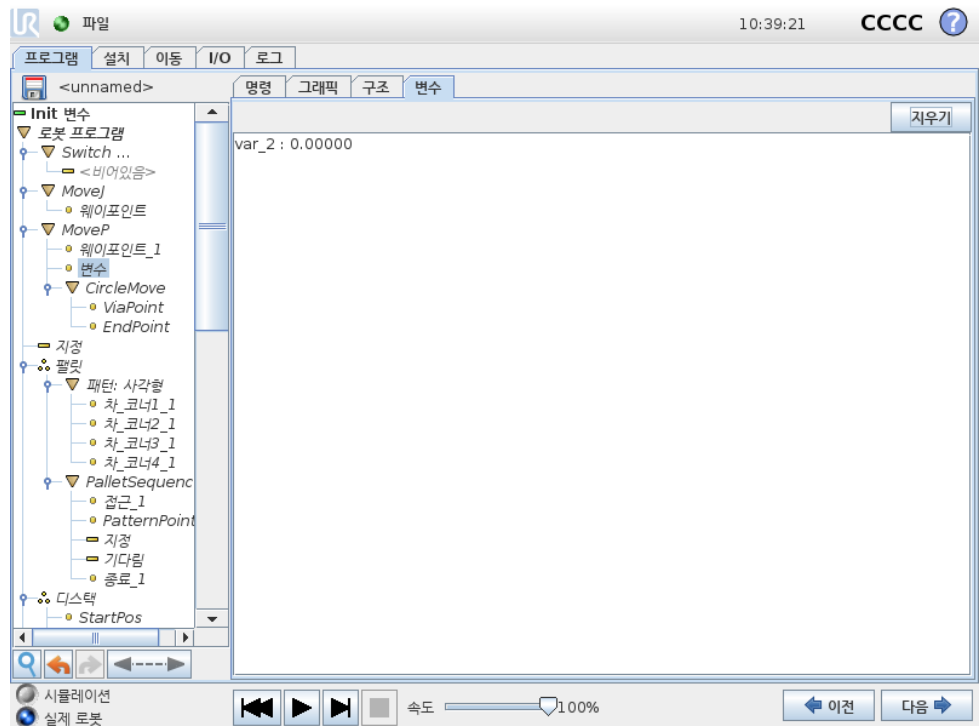 UR 파일 10:39:21 CCCC ?
프로그램 설치 이동 I/O 로그
<unnamed> 명령 그래픽 구조 변수
지우기
Init 변수
var_2 : 0.00000
로봇 프로그램
Switch ...
<비어있음>
MoveJ
웨이포인트
MoveP
웨이포인트_1
변수
CircleMove
ViaPoint
EndPoint
지정
팰릿
패턴: 사각형
차_코너1_1
차_코너2_1
차_코너3_1
차_코너4_1
PalletSequenc
접근_1
PatternPoint
지정
기다림
종료_1
디스택
StartPos
시뮬레이션
실제 로봇
속도 100% 이전 다음